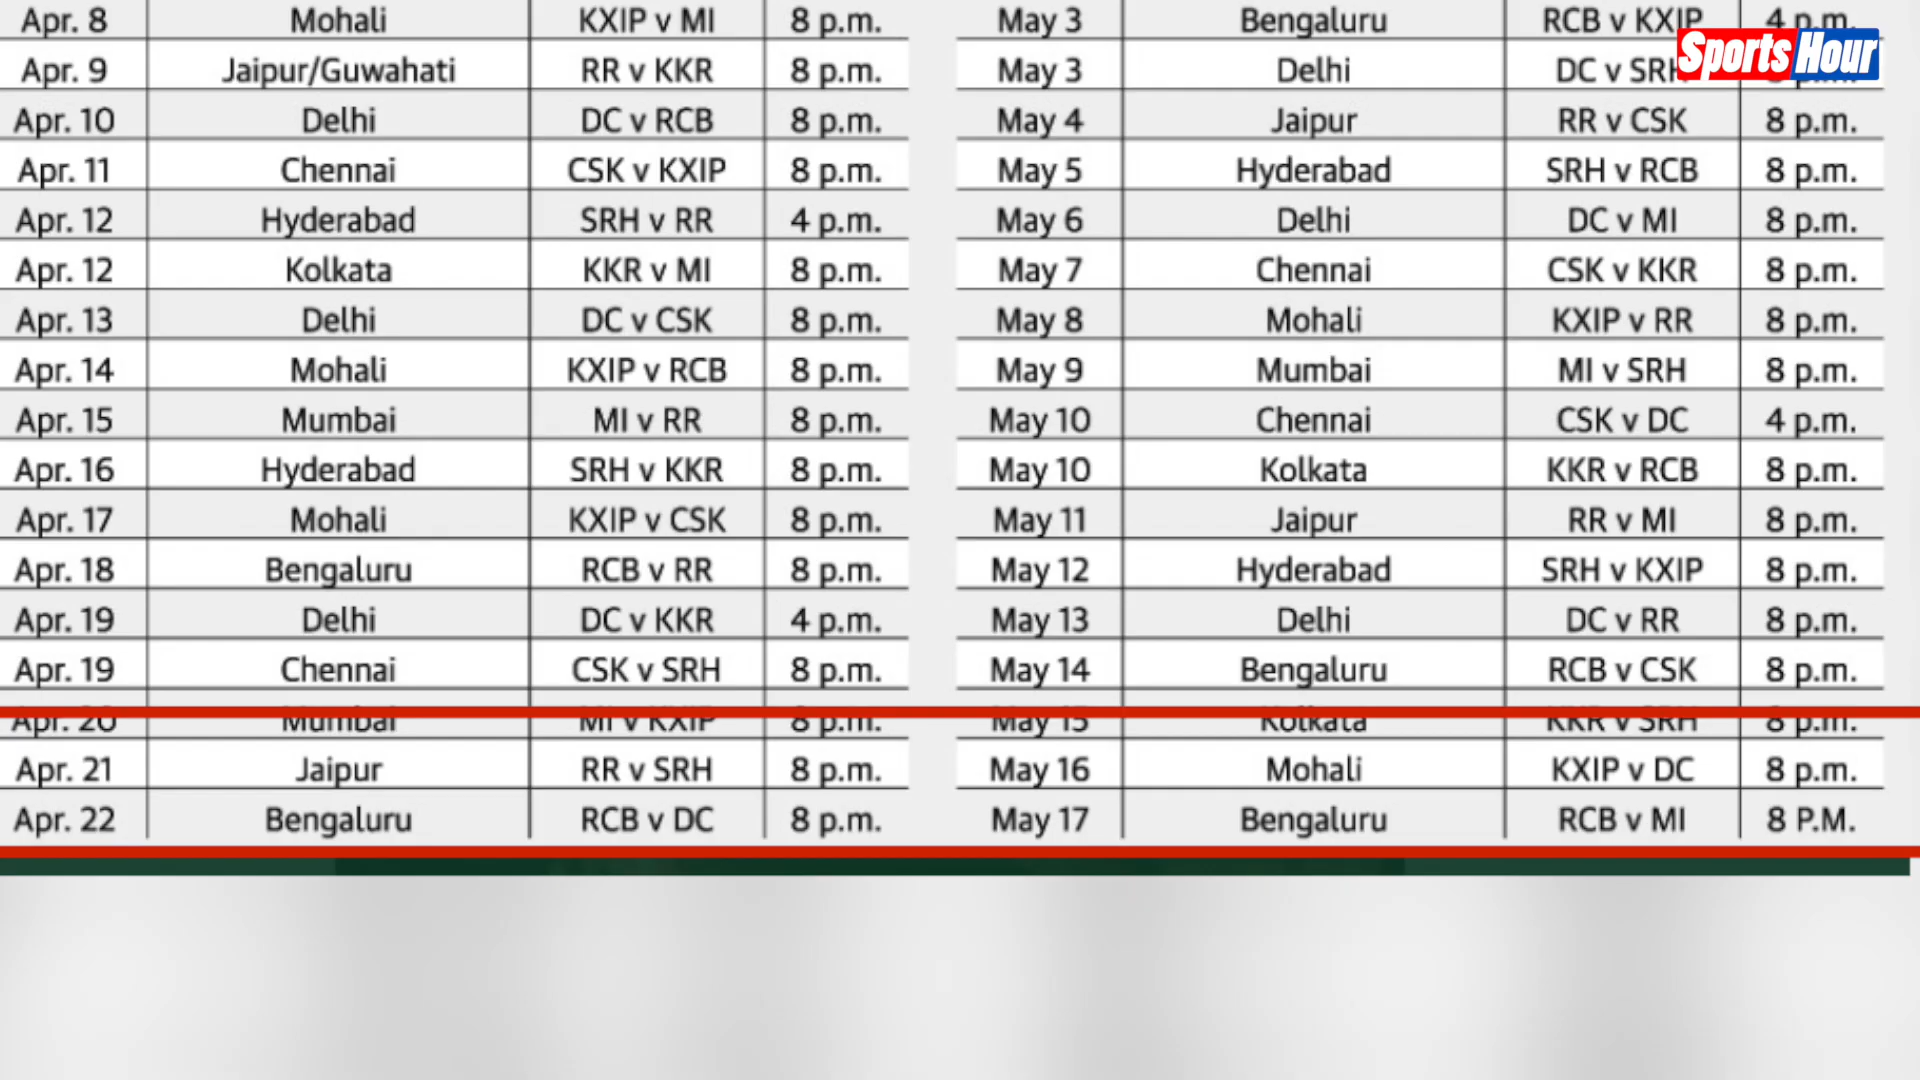 Apr. 8 Mohali KXIP v MI 8 p.m.
Apr. 9 Jaipur/Guwahati RR v KKR 8 p.m.
Apr. 10 Delhi DC v RCB 8 p.m.
Apr. 11 Chennai CSK v KXIP 8 p.m.
Apr. 12 Hyderabad SRH v RR 4 p.m.
Apr. 12 Kolkata KKR v MI 8 p.m.
Apr. 13 Delhi DC v CSK 8 p.m.
Apr. 14 Mohali KXIP v RCB 8 p.m.
Apr. 15 Mumbai MI v RR 8 p.m.
Apr. 16 Hyderabad SRH v KKR 8 p.m.
Apr. 17 Mohali KXIP v CSK 8 p.m.
Apr. 18 Bengaluru RCB v RR 8 p.m.
Apr. 19 Delhi DC v KKR 4 p.m.
Apr. 19 Chennai CSK v SRH 8 p.m.
Apr. 20 Mumbai MI v KXIP 8 p.m.
Apr. 21 Jaipur RR v SRH 8 p.m.
Apr. 22 Bengaluru RCB v DC 8 p.m.
May 3 Bengaluru RCB v KXIP 4 p.m.
May 3 Delhi DC v SRH
May 4 Jaipur RR v CSK 8 p.m.
May 5 Hyderabad SRH v RCB 8 p.m.
May 6 Delhi DC v MI 8 p.m.
May 7 Chennai CSK v KKR 8 p.m.
May 8 Mohali KXIP v RR 8 p.m.
May 9 Mumbai MI v SRH 8 p.m.
May 10 Chennai CSK v DC 4 p.m.
May 10 Kolkata KKR v RCB 8 p.m.
May 11 Jaipur RR v MI 8 p.m.
May 12 Hyderabad SRH v KXIP 8 p.m.
May 13 Delhi DC v RR 8 p.m.
May 14 Bengaluru RCB v CSK 8 p.m.
May 15 Kolkata KKR v SRH 8 p.m.
May 16 Mohali KXIP v DC 8 p.m.
May 17 Bengaluru RCB v MI 8 P.M.
Sports Hour